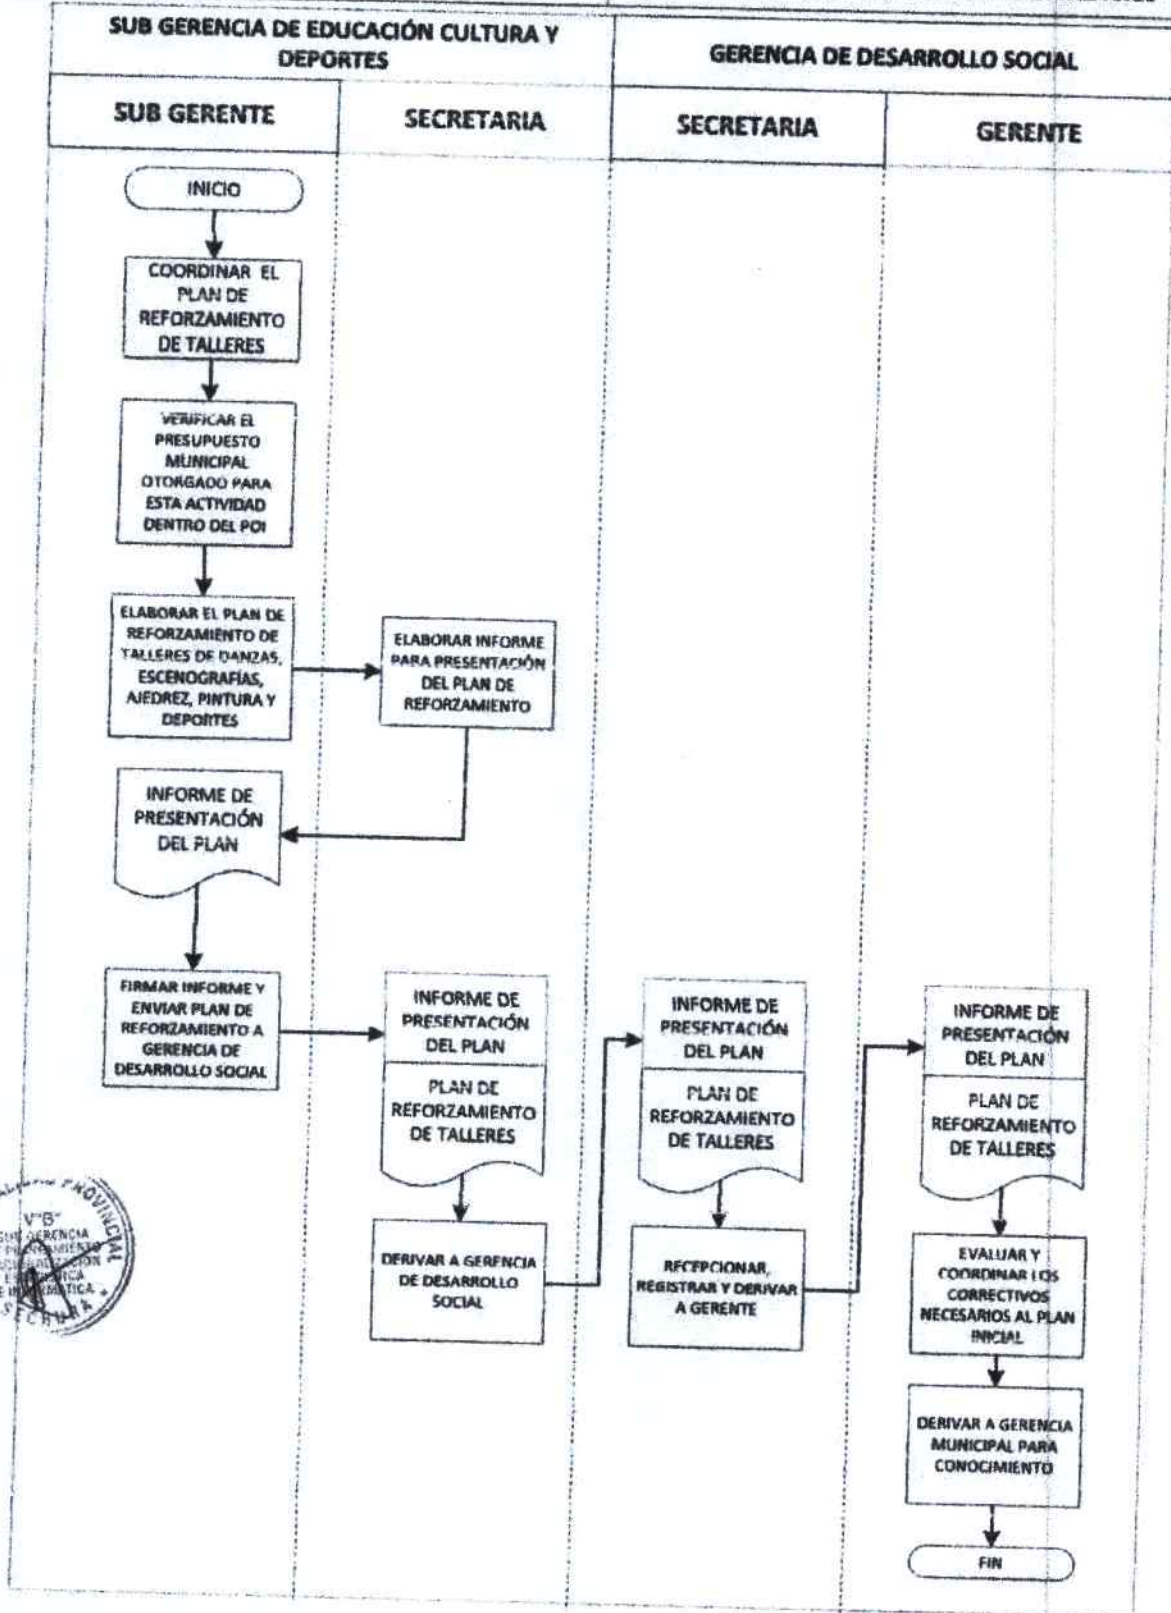 SUB GERENCIA DE EDUCACIÓN CULTURA Y
DEPORTES
GERENCIA DE DESARROLLO SOCIAL
SUB GERENTE
SECRETARIA
SECRETARIA
GERENTE
INICIO
COORDINAR EL
PLAN DE
REFORZAMIENTO
DE TALLERES
VERIFICAR EL
PRESUPUESTO
MUNICIPAL
OTORGADO PARA
ESTA ACTIVIDAD
DENTRO DEL POI
ELABORAR EL PLAN DE
REFORZAMIENTO DE
TALLERES DE DANZAS,
ESCENOGRAFÍAS,
AJEDREZ, PINTURA Y
DEPORTES
ELABORAR INFORME
PARA PRESENTACIÓN
DEL PLAN DE
REFORZAMIENTO
INFORME DE
PRESENTACIÓN
DEL PLAN
FIRMAR INFORME Y
ENVIAR PLAN DE
REFORZAMIENTO A
GERENCIA DE
DESARROLLO SOCIAL
INFORME DE
PRESENTACIÓN
DEL PLAN
PLAN DE
REFORZAMIENTO
DE TALLERES
DERIVAR A GERENCIA
DE DESARROLLO
SOCIAL
INFORME DE
PRESENTACIÓN
DEL PLAN
PLAN DE
REFORZAMIENTO
DE TALLERES
RECEPCIONAR,
REGISTRAR Y DERIVAR
A GERENTE
INFORME DE
PRESENTACIÓN
DEL PLAN
PLAN DE
REFORZAMIENTO
DE TALLERES
EVALUAR Y
COORDINAR LOS
CORRECTIVOS
NECESARIOS AL PLAN
INICIAL
DERIVAR A GERENCIA
MUNICIPAL PARA
CONOCIMIENTO
FIN
PROVINCIAL
V°B°
GERENCIA